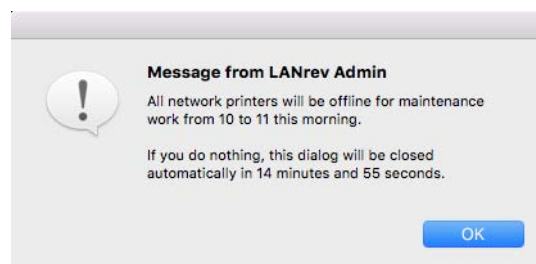 Message from LANrev Admin
All network printers will be offline for maintenance
work from 10 to 11 this morning.
If you do nothing, this dialog will be closed
automatically in 14 minutes and 55 seconds.
OK